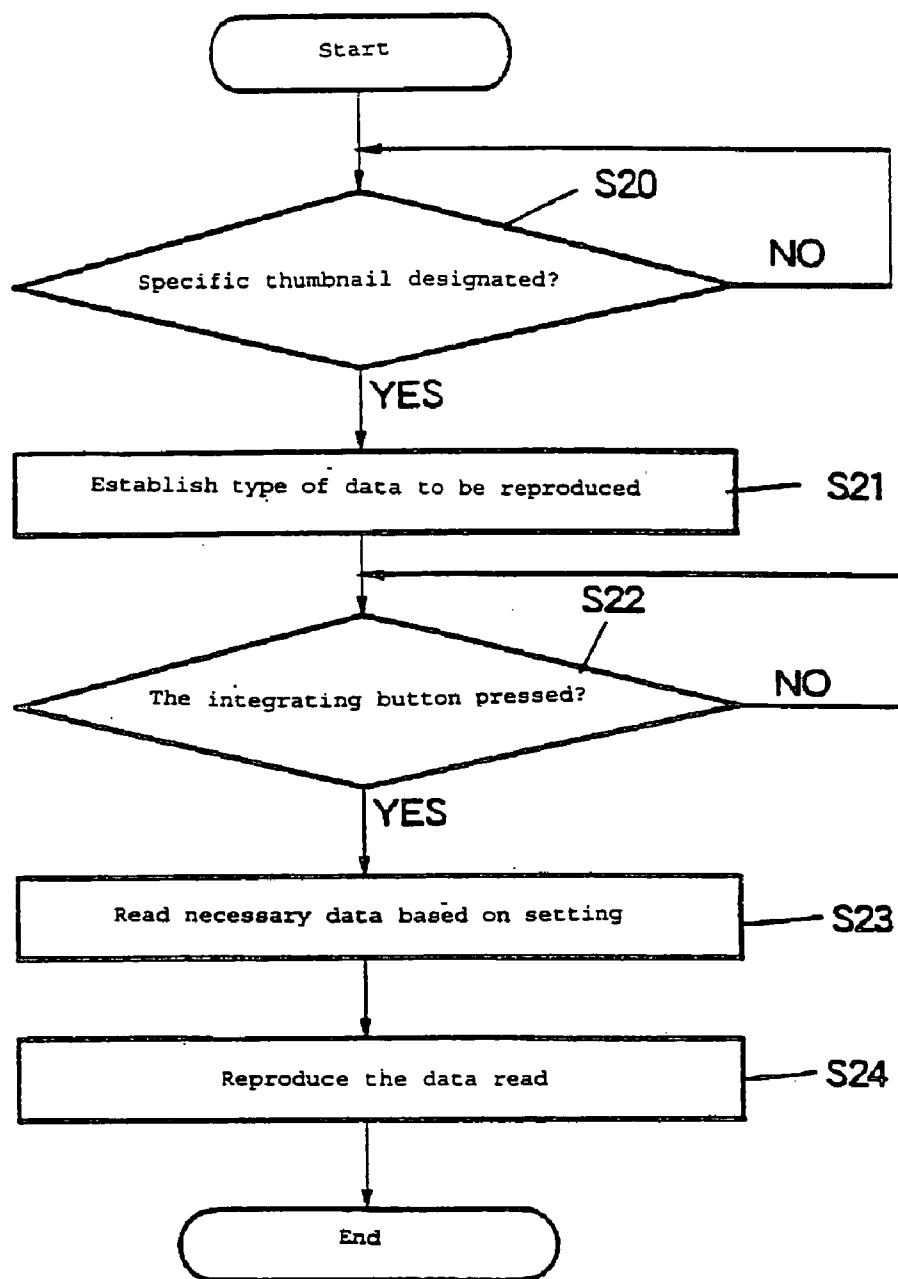 Start
S20
Specific thumbnail designated?
NO
YES
Establish type of data to be reproduced
S21
S22
The integrating button pressed?
NO
YES
Read necessary data based on setting
S23
Reproduce the data read
S24
End